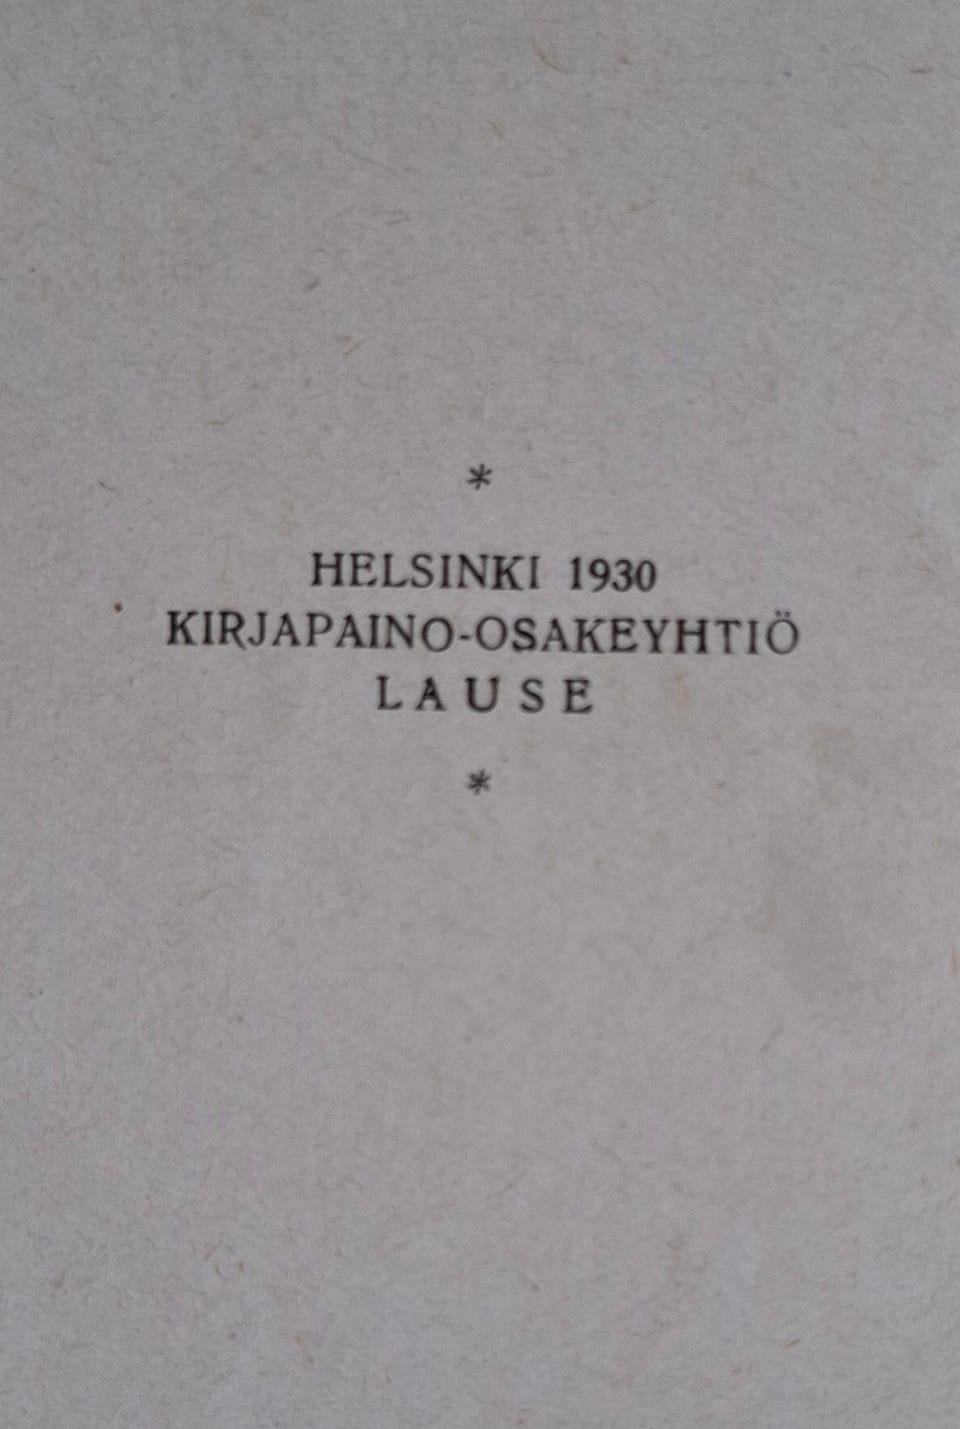 *
HELSINKI 1930
KIRJAPAINO-OSAKEYHTIÖ
LAUSE
*